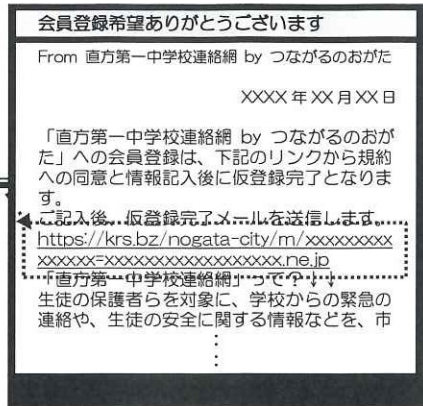 会員登録希望ありがとうございます
From 直方第一中学校連絡網 by つながるのおがた
XXXX 年 XX 月 XX 日
「直方第一中学校連絡網 by つながるのおが
た」への会員登録は、下記のリンクから規約
への同意と情報記入後に仮登録完了となりま
す。
ご記入後、仮登録完了メールを送信します。
https://krs.bz/nogata-city/m/xxxxxxxxx
xxxxxx=xxxxxxxxxxxxxxxxxx.ne.jp
「直方第一中学校連絡網」って？↓↓
生徒の保護者らを対象に、学校からの緊急の
連絡や、生徒の安全に関する情報などを、市